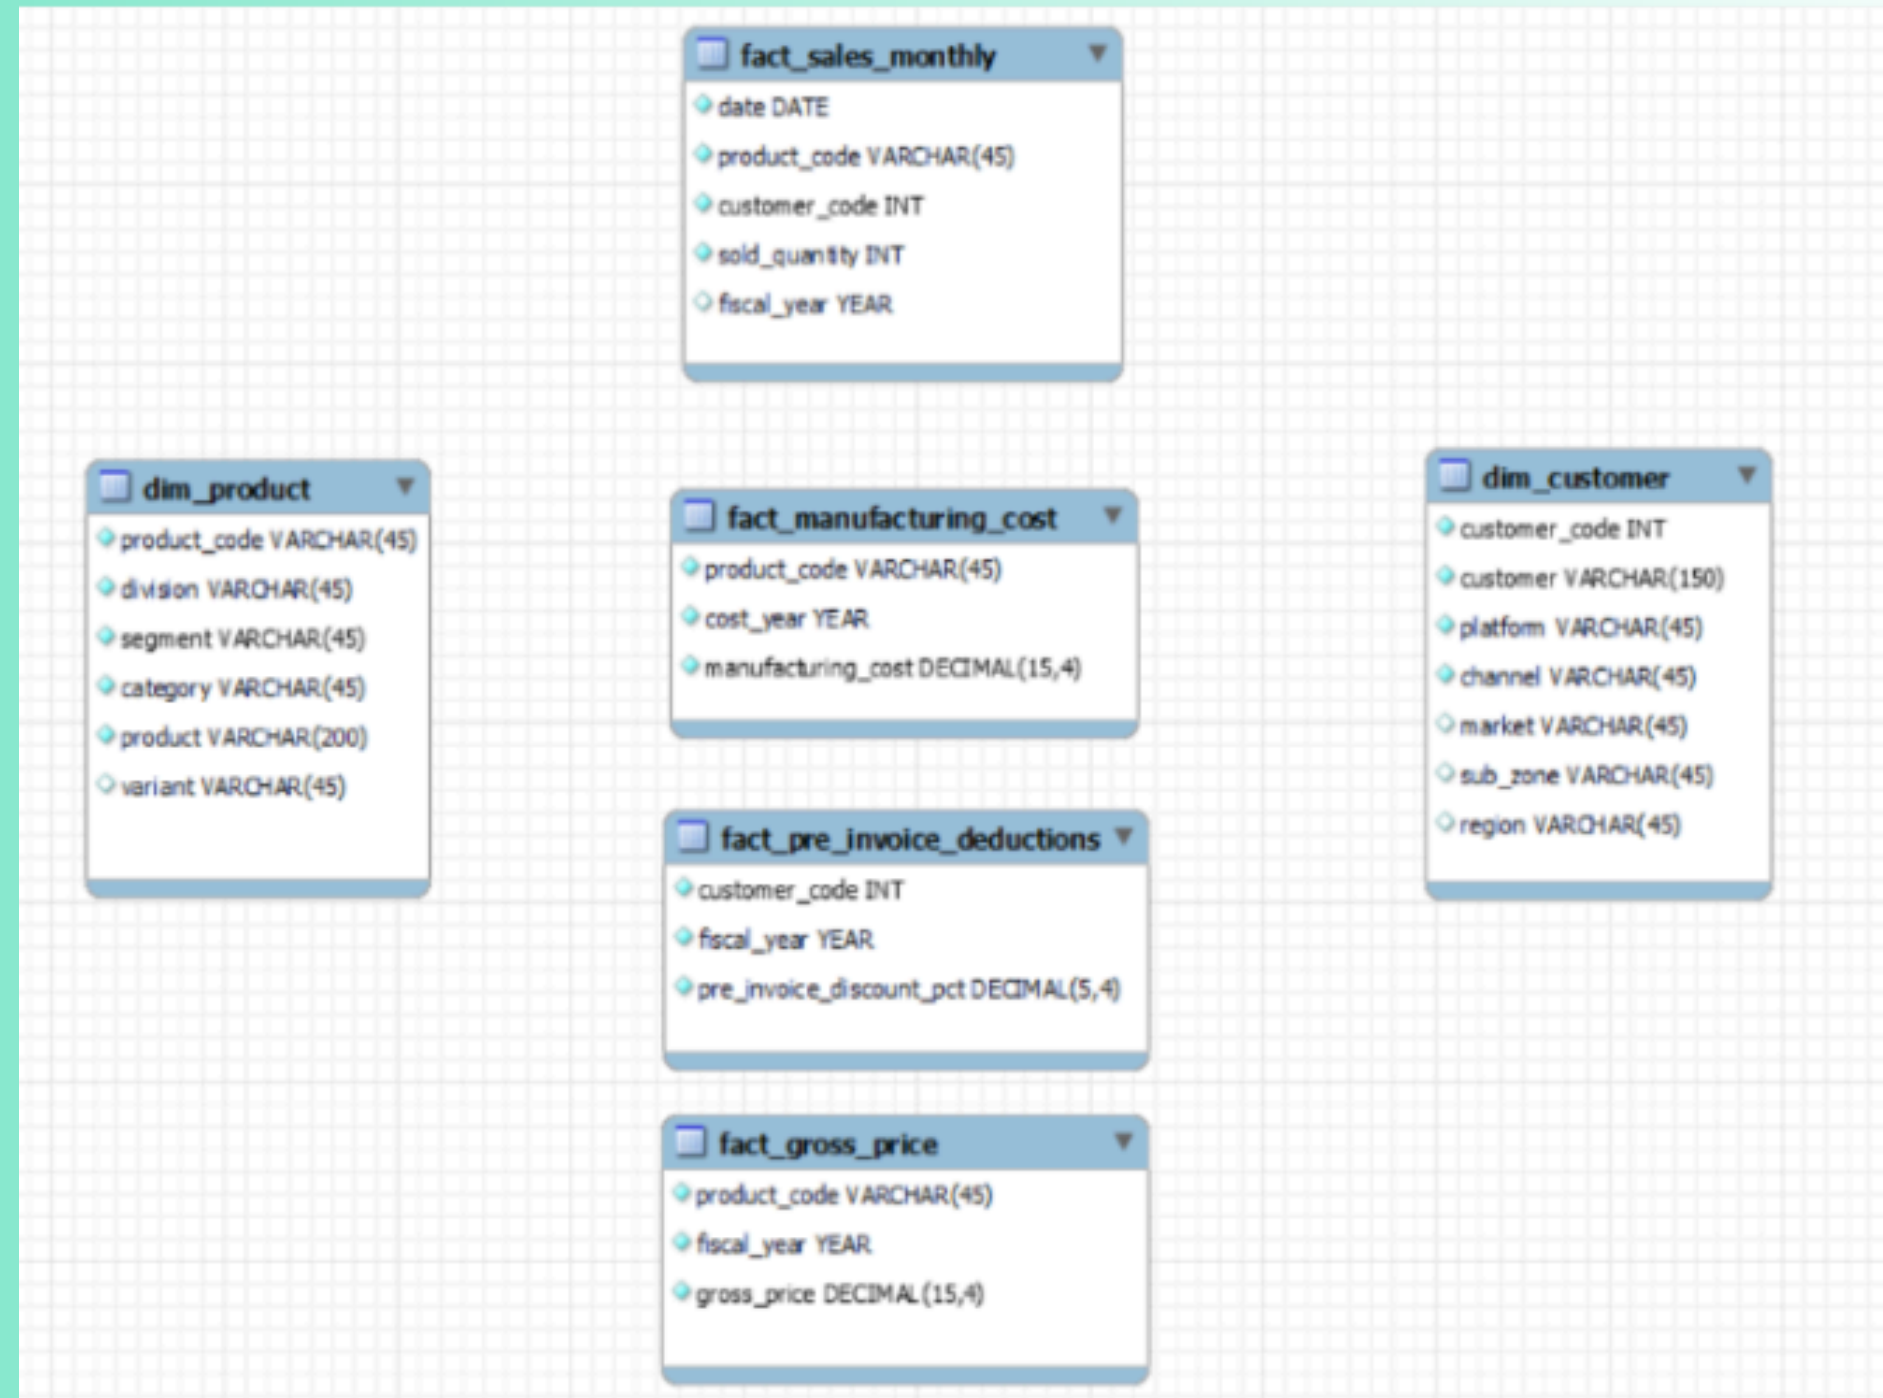 fact_sales_monthly
date DATE
product_code VARCHAR(45)
customer_code INT
sold_quantity INT
fiscal_year YEAR
dim_product
product_code VARCHAR(45)
division VARCHAR(45)
segment VARCHAR(45)
category VARCHAR(45)
product VARCHAR(200)
variant VARCHAR(45)
fact_manufacturing_cost
product_code VARCHAR(45)
cost_year YEAR
manufacturing_cost DECIMAL(15,4)
dim_customer
customer_code INT
customer VARCHAR(150)
platform VARCHAR(45)
channel VARCHAR(45)
market VARCHAR(45)
sub_zone VARCHAR(45)
region VARCHAR(45)
fact_pre_invoice_deductions
customer_code INT
fiscal_year YEAR
pre_invoice_discount_pct DECIMAL(5,4)
fact_gross_price
product_code VARCHAR(45)
fiscal_year YEAR
gross_price DECIMAL(15,4)